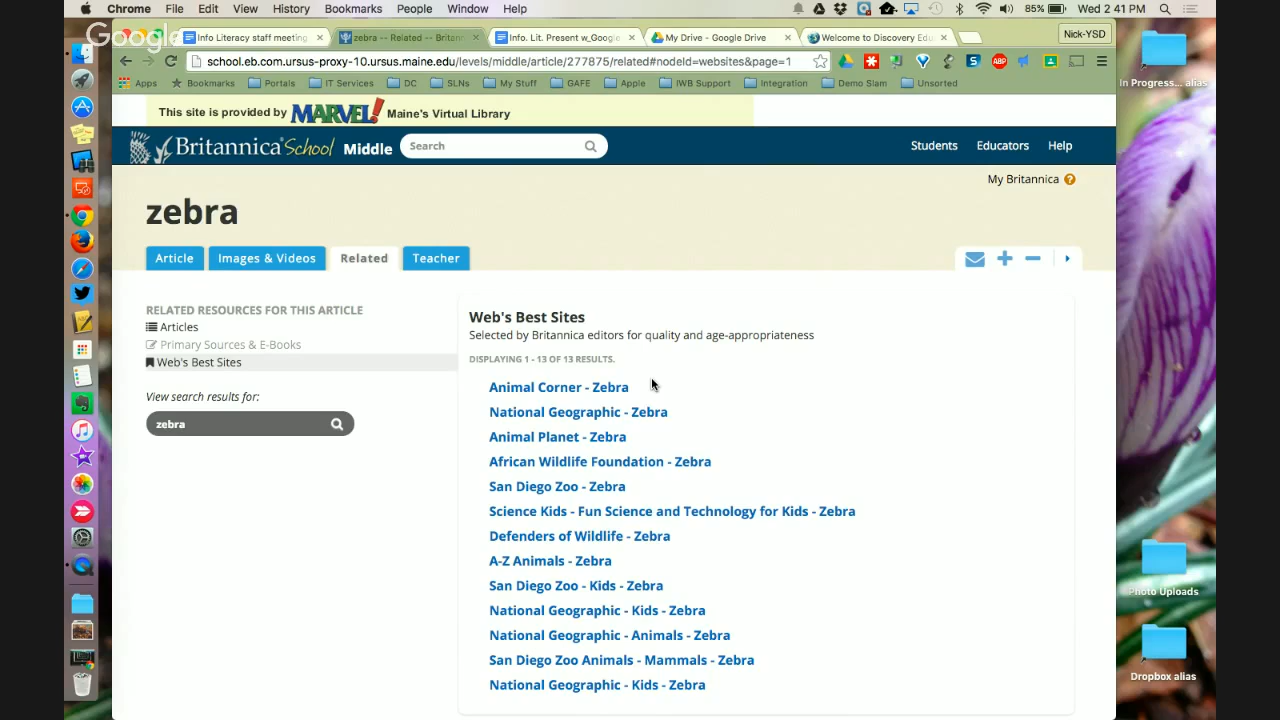 Chrome File Edit View History Bookmarks People Window Help 85% Wed 2:41 PM
Google
Info Literacy staff meeting zebra -- Related -- Britann Info. Lit. Present w_Google My Drive - Google Drive Welcome to Discovery Edu Nick-YSD
school.eb.com.ursus-proxy-10.ursus.maine.edu/levels/middle/article/277875/related#nodeId=websites&page=1
Apps Bookmarks Portals IT Services DC SLNs My Stuff GAFE Apple IWB Support Integration Demo Slam Unsorted
In Progress... alias
This site is provided by MARVEL! Maine's Virtual Library
Britannica School Middle Search Students Educators Help
My Britannica ?
zebra
Article Images & Videos Related Teacher
RELATED RESOURCES FOR THIS ARTICLE
Articles
Primary Sources & E-Books
Web's Best Sites
View search results for:
zebra
Web's Best Sites
Selected by Britannica editors for quality and age-appropriateness
DISPLAYING 1 - 13 OF 13 RESULTS.
Animal Corner - Zebra
National Geographic - Zebra
Animal Planet - Zebra
African Wildlife Foundation - Zebra
San Diego Zoo - Zebra
Science Kids - Fun Science and Technology for Kids - Zebra
Defenders of Wildlife - Zebra
A-Z Animals - Zebra
San Diego Zoo - Kids - Zebra
National Geographic - Kids - Zebra
National Geographic - Animals - Zebra
San Diego Zoo Animals - Mammals - Zebra
National Geographic - Kids - Zebra
Photo Uploads
Dropbox alias